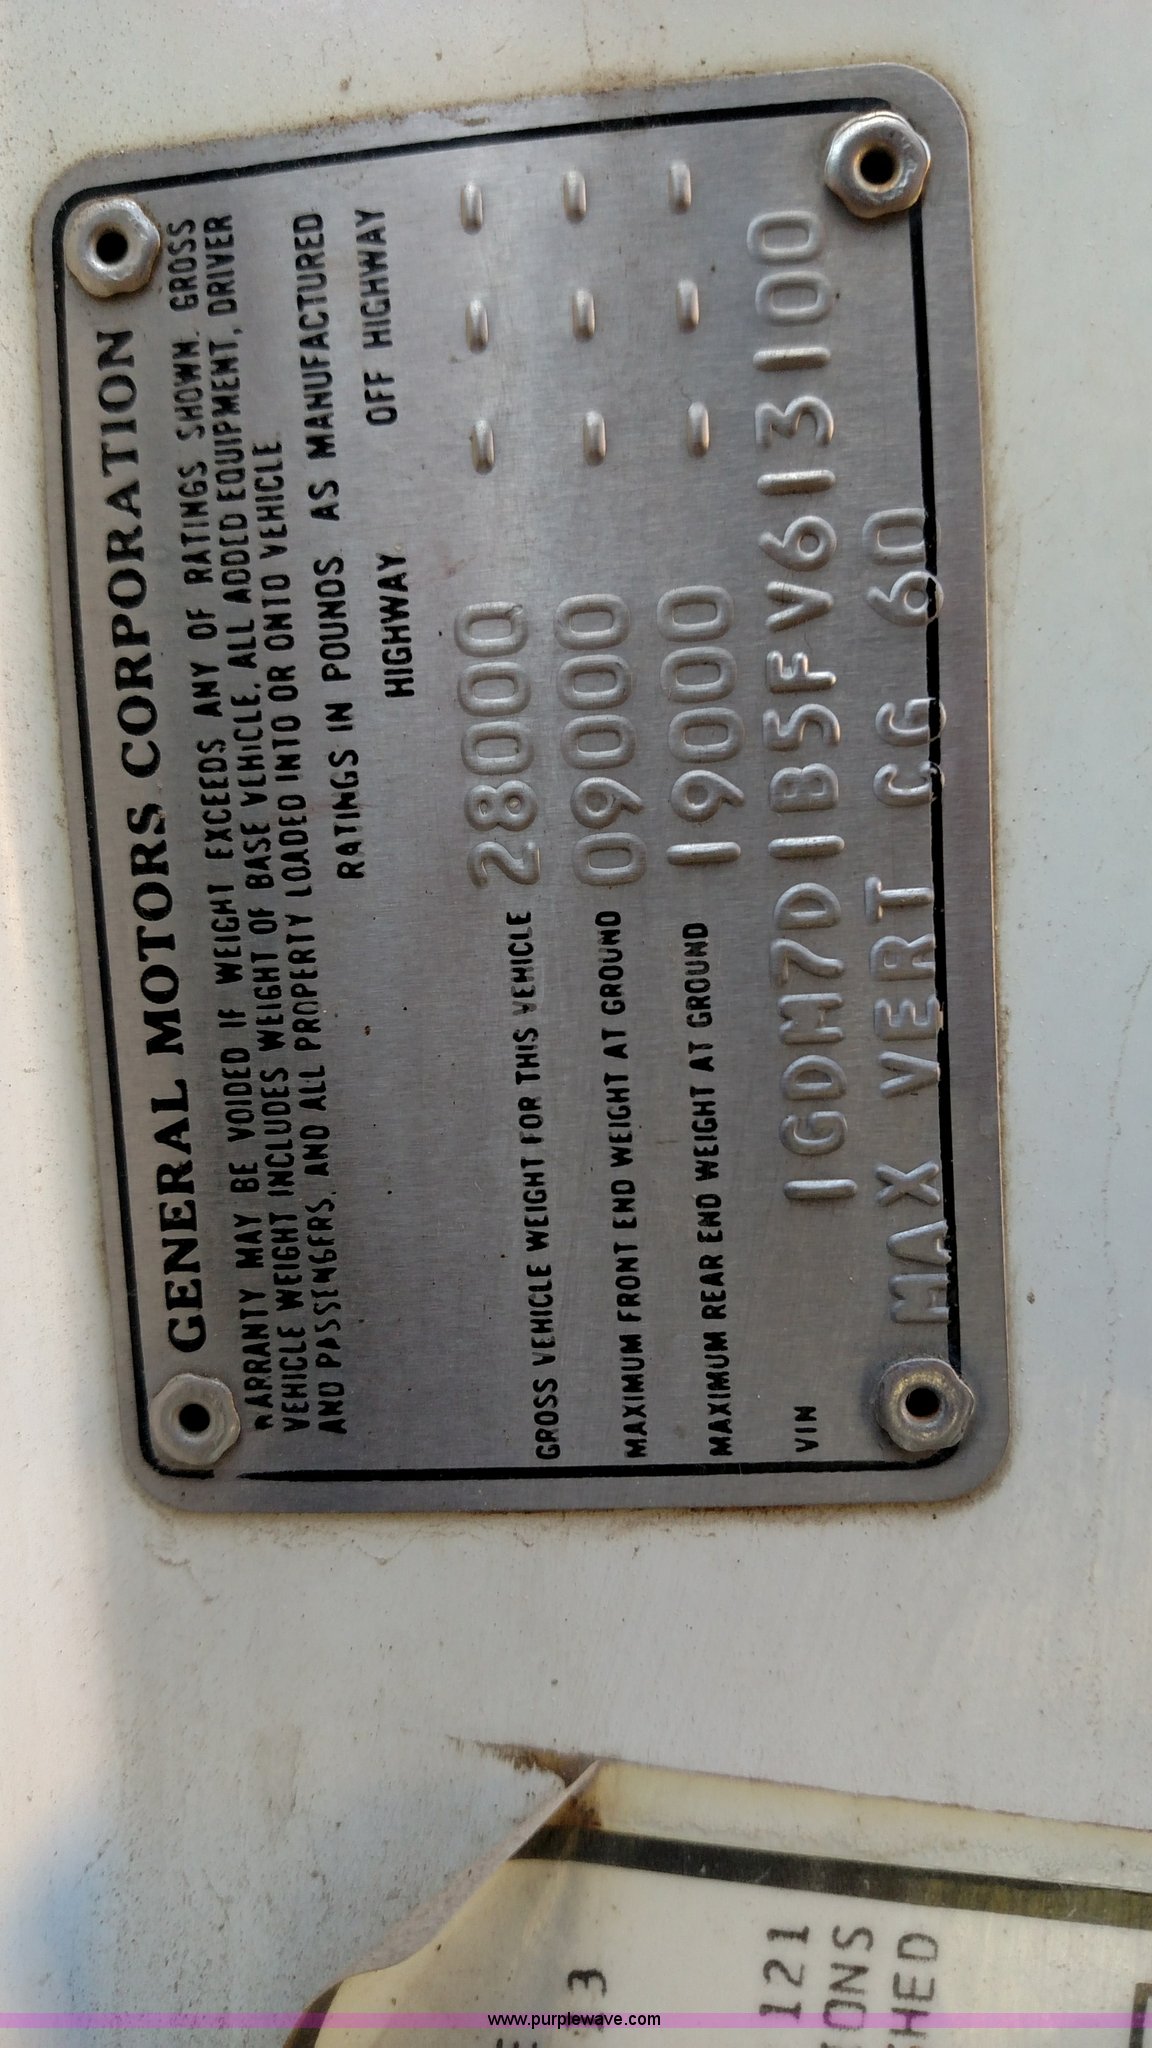 GENERAL MOTORS CORPORATION
WARRANTY MAY BE VOIDED IF WEIGHT EXCEEDS ANY OF RATINGS SHOWN. GROSS
VEHICLE WEIGHT INCLUDES WEIGHT OF BASE VEHICLE, ALL ADDED EQUIPMENT, DRIVER
AND PASSENGERS, AND ALL PROPERTY LOADED INTO OR ONTO VEHICLE
RATINGS IN POUNDS AS MANUFACTURED
HIGHWAY OFF HIGHWAY
GROSS VEHICLE WEIGHT FOR THIS VEHICLE 28000 - - -
MAXIMUM FRONT END WEIGHT AT GROUND 09000 - - -
MAXIMUM REAR END WEIGHT AT GROUND 19000 - - -
VIN 1GDM7D1B5FV613100
MAX VERT CG 60
121
www.purplewave.com